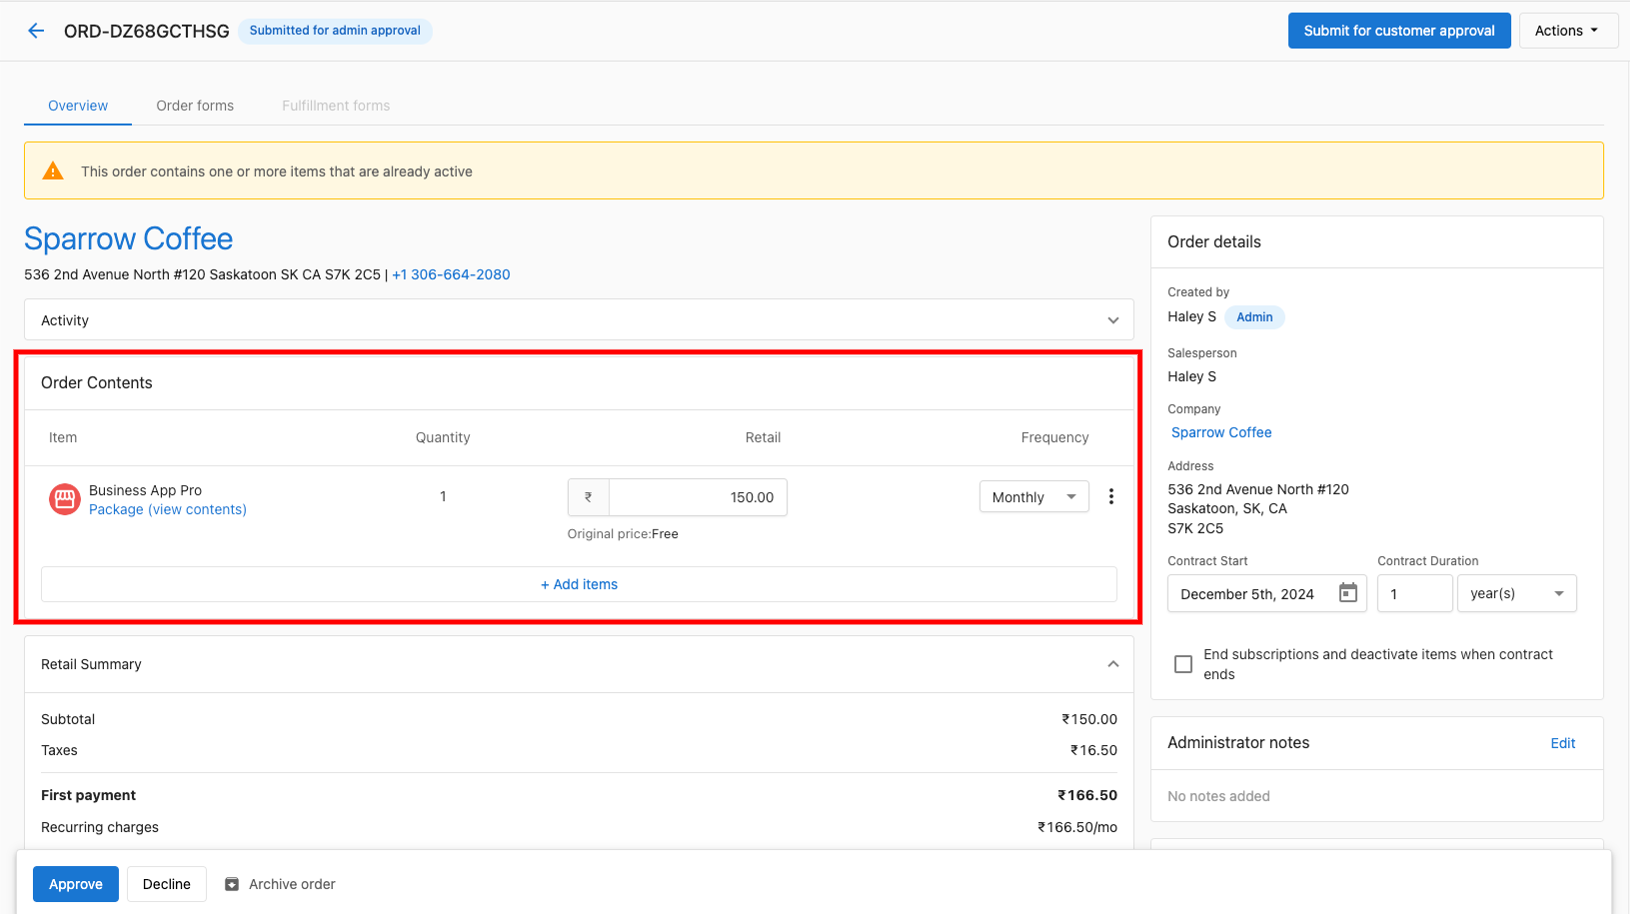 ORD-DZ68GCTHSG
Submitted for admin approval
Submit for customer approval
Actions
Overview
Order forms
Fulfillment forms
This order contains one or more items that are already active
Sparrow Coffee
536 2nd Avenue North #120 Saskatoon SK CA S7K 2C5 | +1 306-664-2080
Activity
Order Contents
Item
Quantity
Retail
Frequency
Business App Pro
Package (view contents)
1
₹
150.00
Monthly
Original price:Free
+ Add items
Retail Summary
Subtotal
₹150.00
Taxes
₹16.50
First payment
₹166.50
Recurring charges
₹166.50/mo
Order details
Created by
Haley S
Admin
Salesperson
Haley S
Company
Sparrow Coffee
Address
536 2nd Avenue North #120
Saskatoon, SK, CA
S7K 2C5
Contract Start
Contract Duration
December 5th, 2024
1
year(s)
End subscriptions and deactivate items when contract
ends
Administrator notes
Edit
No notes added
Approve
Decline
Archive order